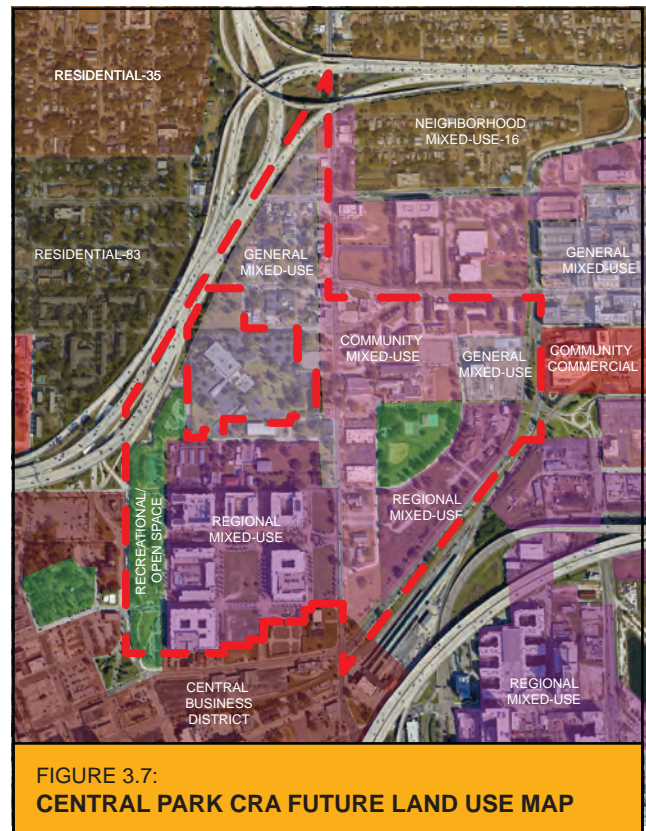 RESIDENTIAL-35
NEIGHBORHOOD
MIXED-USE-16
RESIDENTIAL-83
GENERAL
MIXED-USE
GENERAL
MIXED-USE
COMMUNITY
MIXED-USE
GENERAL
MIXED-USE
COMMUNITY
COMMERCIAL
RECREATIONAL/
OPEN SPACE
REGIONAL
MIXED-USE
REGIONAL
MIXED-USE
CENTRAL
BUSINESS
DISTRICT
REGIONAL
MIXED-USE
FIGURE 3.7:
CENTRAL PARK CRA FUTURE LAND USE MAP